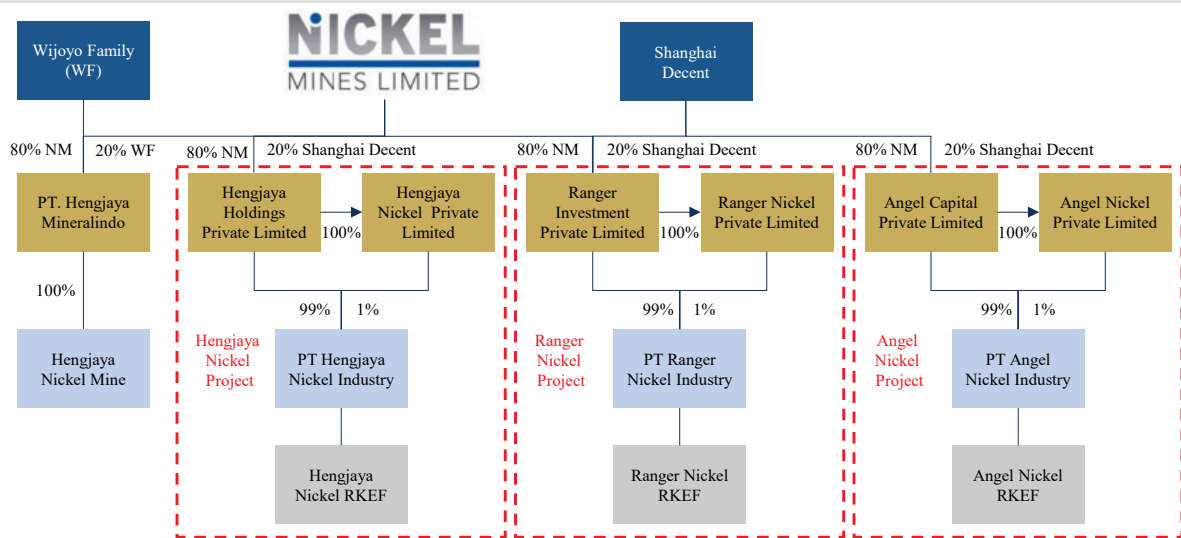 Wijoyo Family
(WF)
NICKEL
MINES LIMITED
Shanghai
Decent
80% NM
20% WF
80% NM
20% Shanghai Decent
80% NM
20% Shanghai Decent
80% NM
20% Shanghai Decent
PT. Hengjaya
Mineralindo
Hengjaya
Holdings
Private Limited
100%
Hengjaya
Nickel Private
Limited
Ranger
Investment
Private Limited
100%
Ranger Nickel
Private Limited
Angel Capital
Private Limited
100%
Angel Nickel
Private Limited
100%
99%
1%
99%
1%
99%
1%
Hengjaya
Nickel Mine
Hengjaya
Nickel
Project
PT Hengjaya
Nickel Industry
Ranger
Nickel
Project
PT Ranger
Nickel Industry
Angel
Nickel
Project
PT Angel
Nickel Industry
Hengjaya
Nickel RKEF
Ranger Nickel
RKEF
Angel Nickel
RKEF